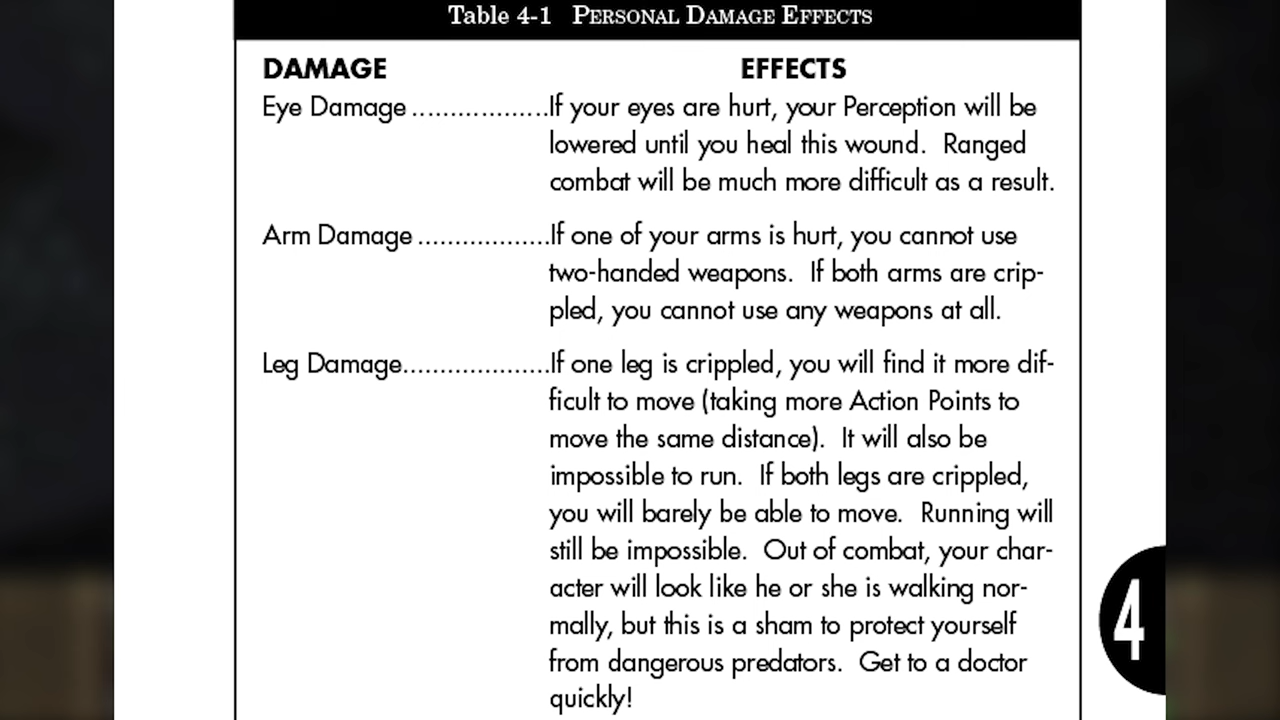 Table 4-1 Personal Damage Effects
DAMAGE EFFECTS
Eye Damage ..................If your eyes are hurt, your Perception will be
lowered until you heal this wound. Ranged
combat will be much more difficult as a result.
Arm Damage ..................If one of your arms is hurt, you cannot use
two-handed weapons. If both arms are crip-
pled, you cannot use any weapons at all.
Leg Damage....................If one leg is crippled, you will find it more dif-
ficult to move (taking more Action Points to
move the same distance). It will also be
impossible to run. If both legs are crippled,
you will barely be able to move. Running will
still be impossible. Out of combat, your char-
acter will look like he or she is walking nor-
mally, but this is a sham to protect yourself
from dangerous predators. Get to a doctor
quickly!
4